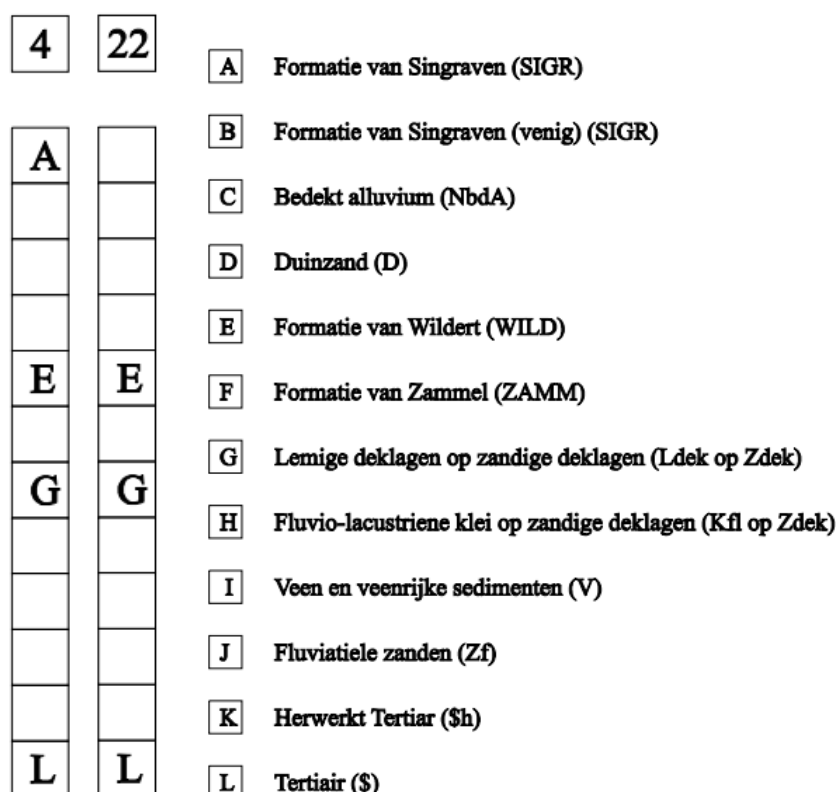 4 22
A A Formatie van Singraven (SIGR)
B Formatie van Singraven (venig) (SIGR)
C Bedekt alluvium (NbdA)
D Duinzand (D)
E E E Formatie van Wildert (WILD)
F Formatie van Zammel (ZAMM)
G G G Lemige deklagen op zandige deklagen (Ldek op Zdek)
H Fluvio-lacustriene klei op zandige deklagen (Kfl op Zdek)
I Veen en veenrijke sedimenten (V)
J Fluviatiele zanden (Zf)
K Herwerkt Tertiar ($h)
L L L Tertiair ($)